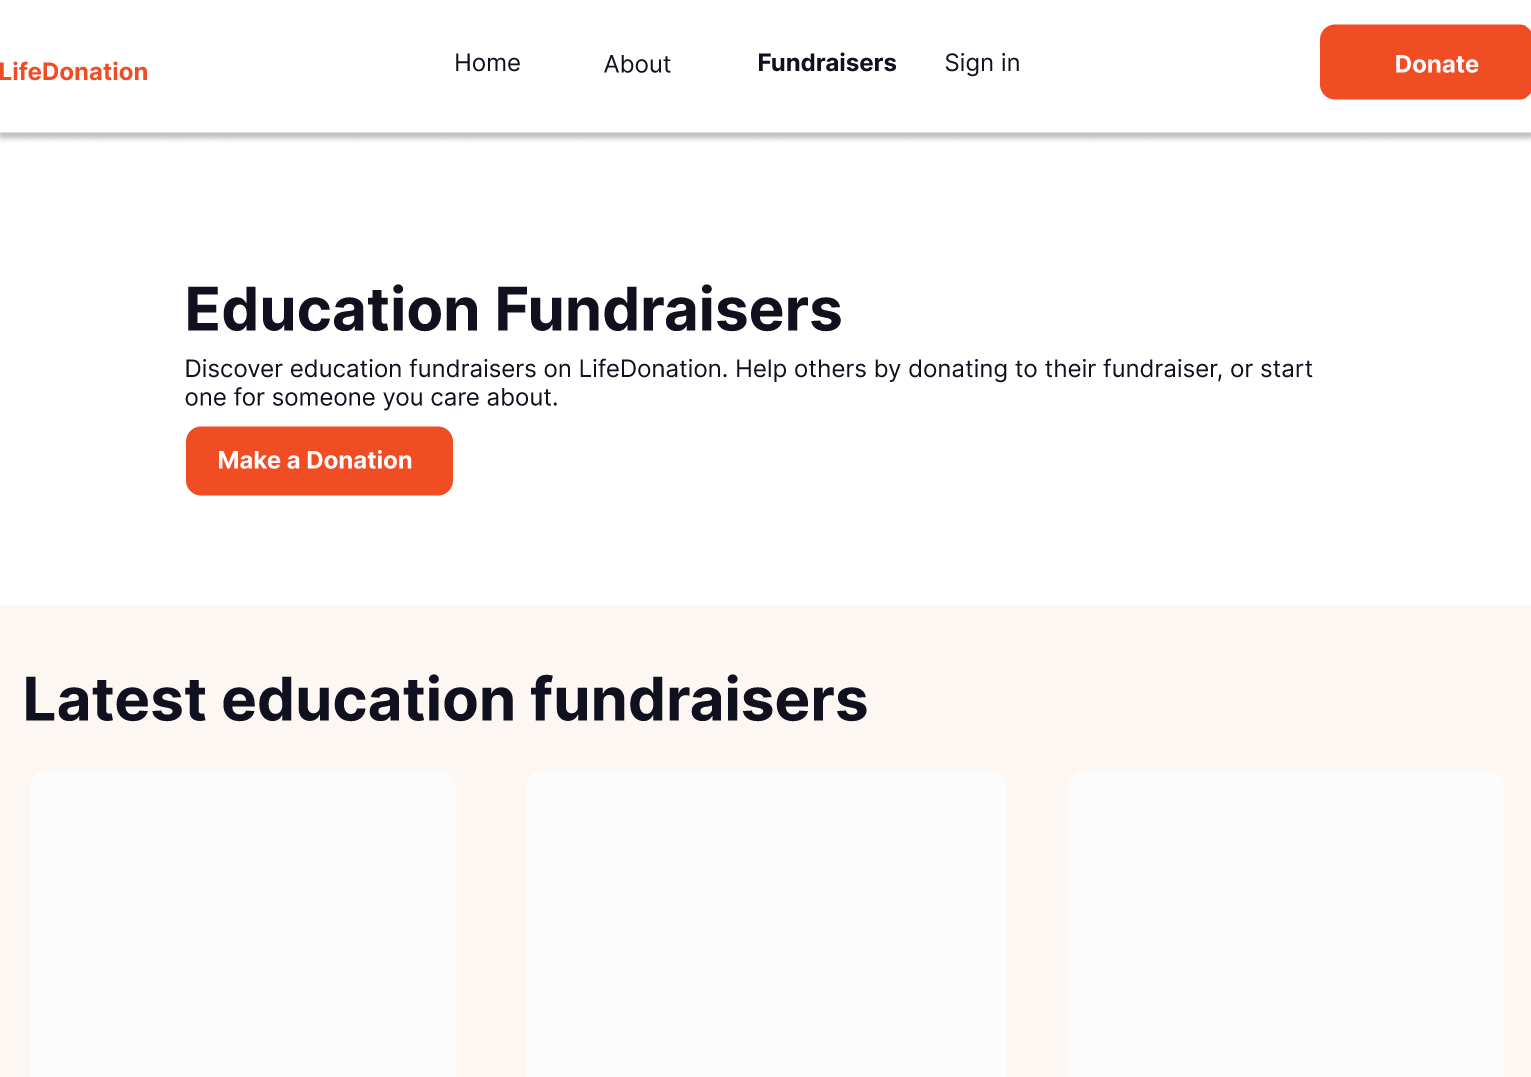 LifeDonation
Home
About
Fundraisers
Sign in
Donate
Education Fundraisers
Discover education fundraisers on LifeDonation. Help others by donating to their fundraiser, or start
one for someone you care about.
Make a Donation
Latest education fundraisers